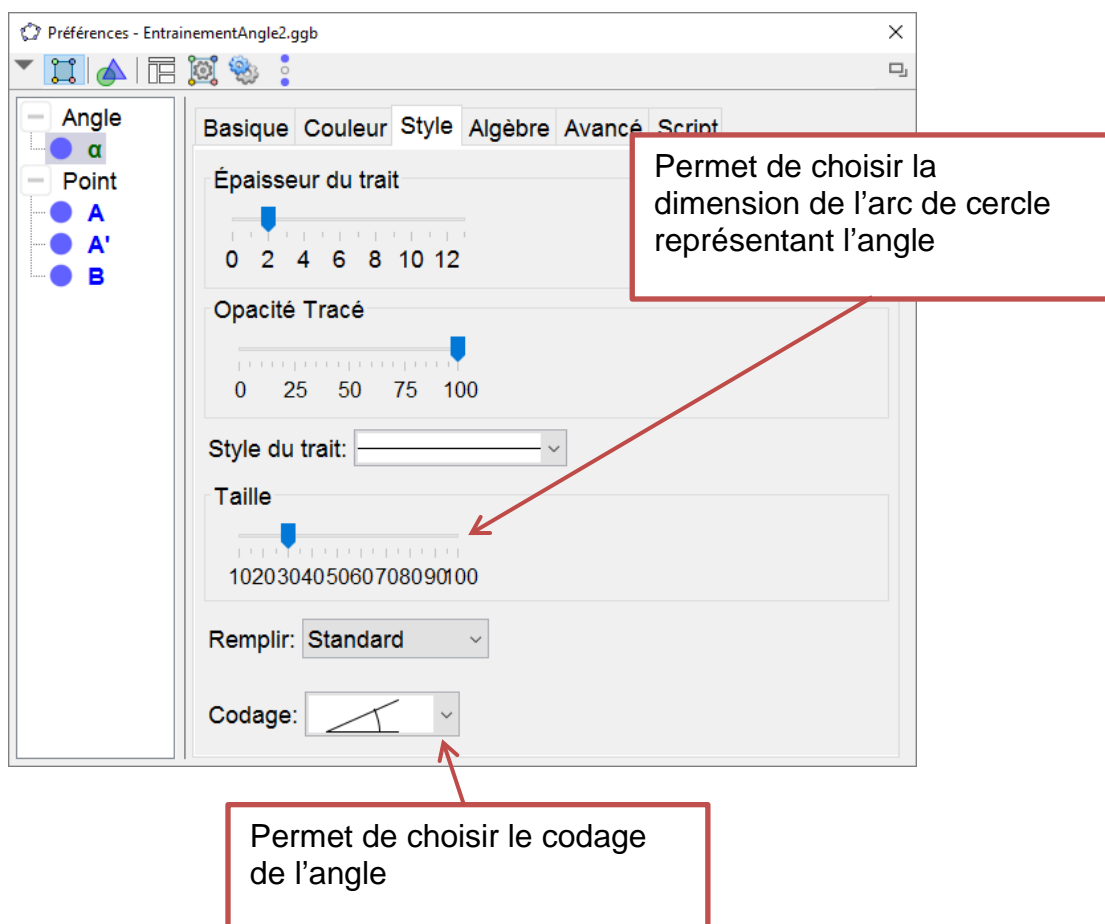 Préférences - EntrainementAngle2.ggb
Angle
α
Point
A
A'
B
Basique Couleur Style Algèbre Avancé Script
Épaisseur du trait
0 2 4 6 8 10 12
Opacité Tracé
0 25 50 75 100
Style du trait:
Taille
102030405060708090100
Remplir: Standard
Codage:
Permet de choisir la
dimension de l’arc de cercle
représentant l’angle
Permet de choisir le codage
de l’angle